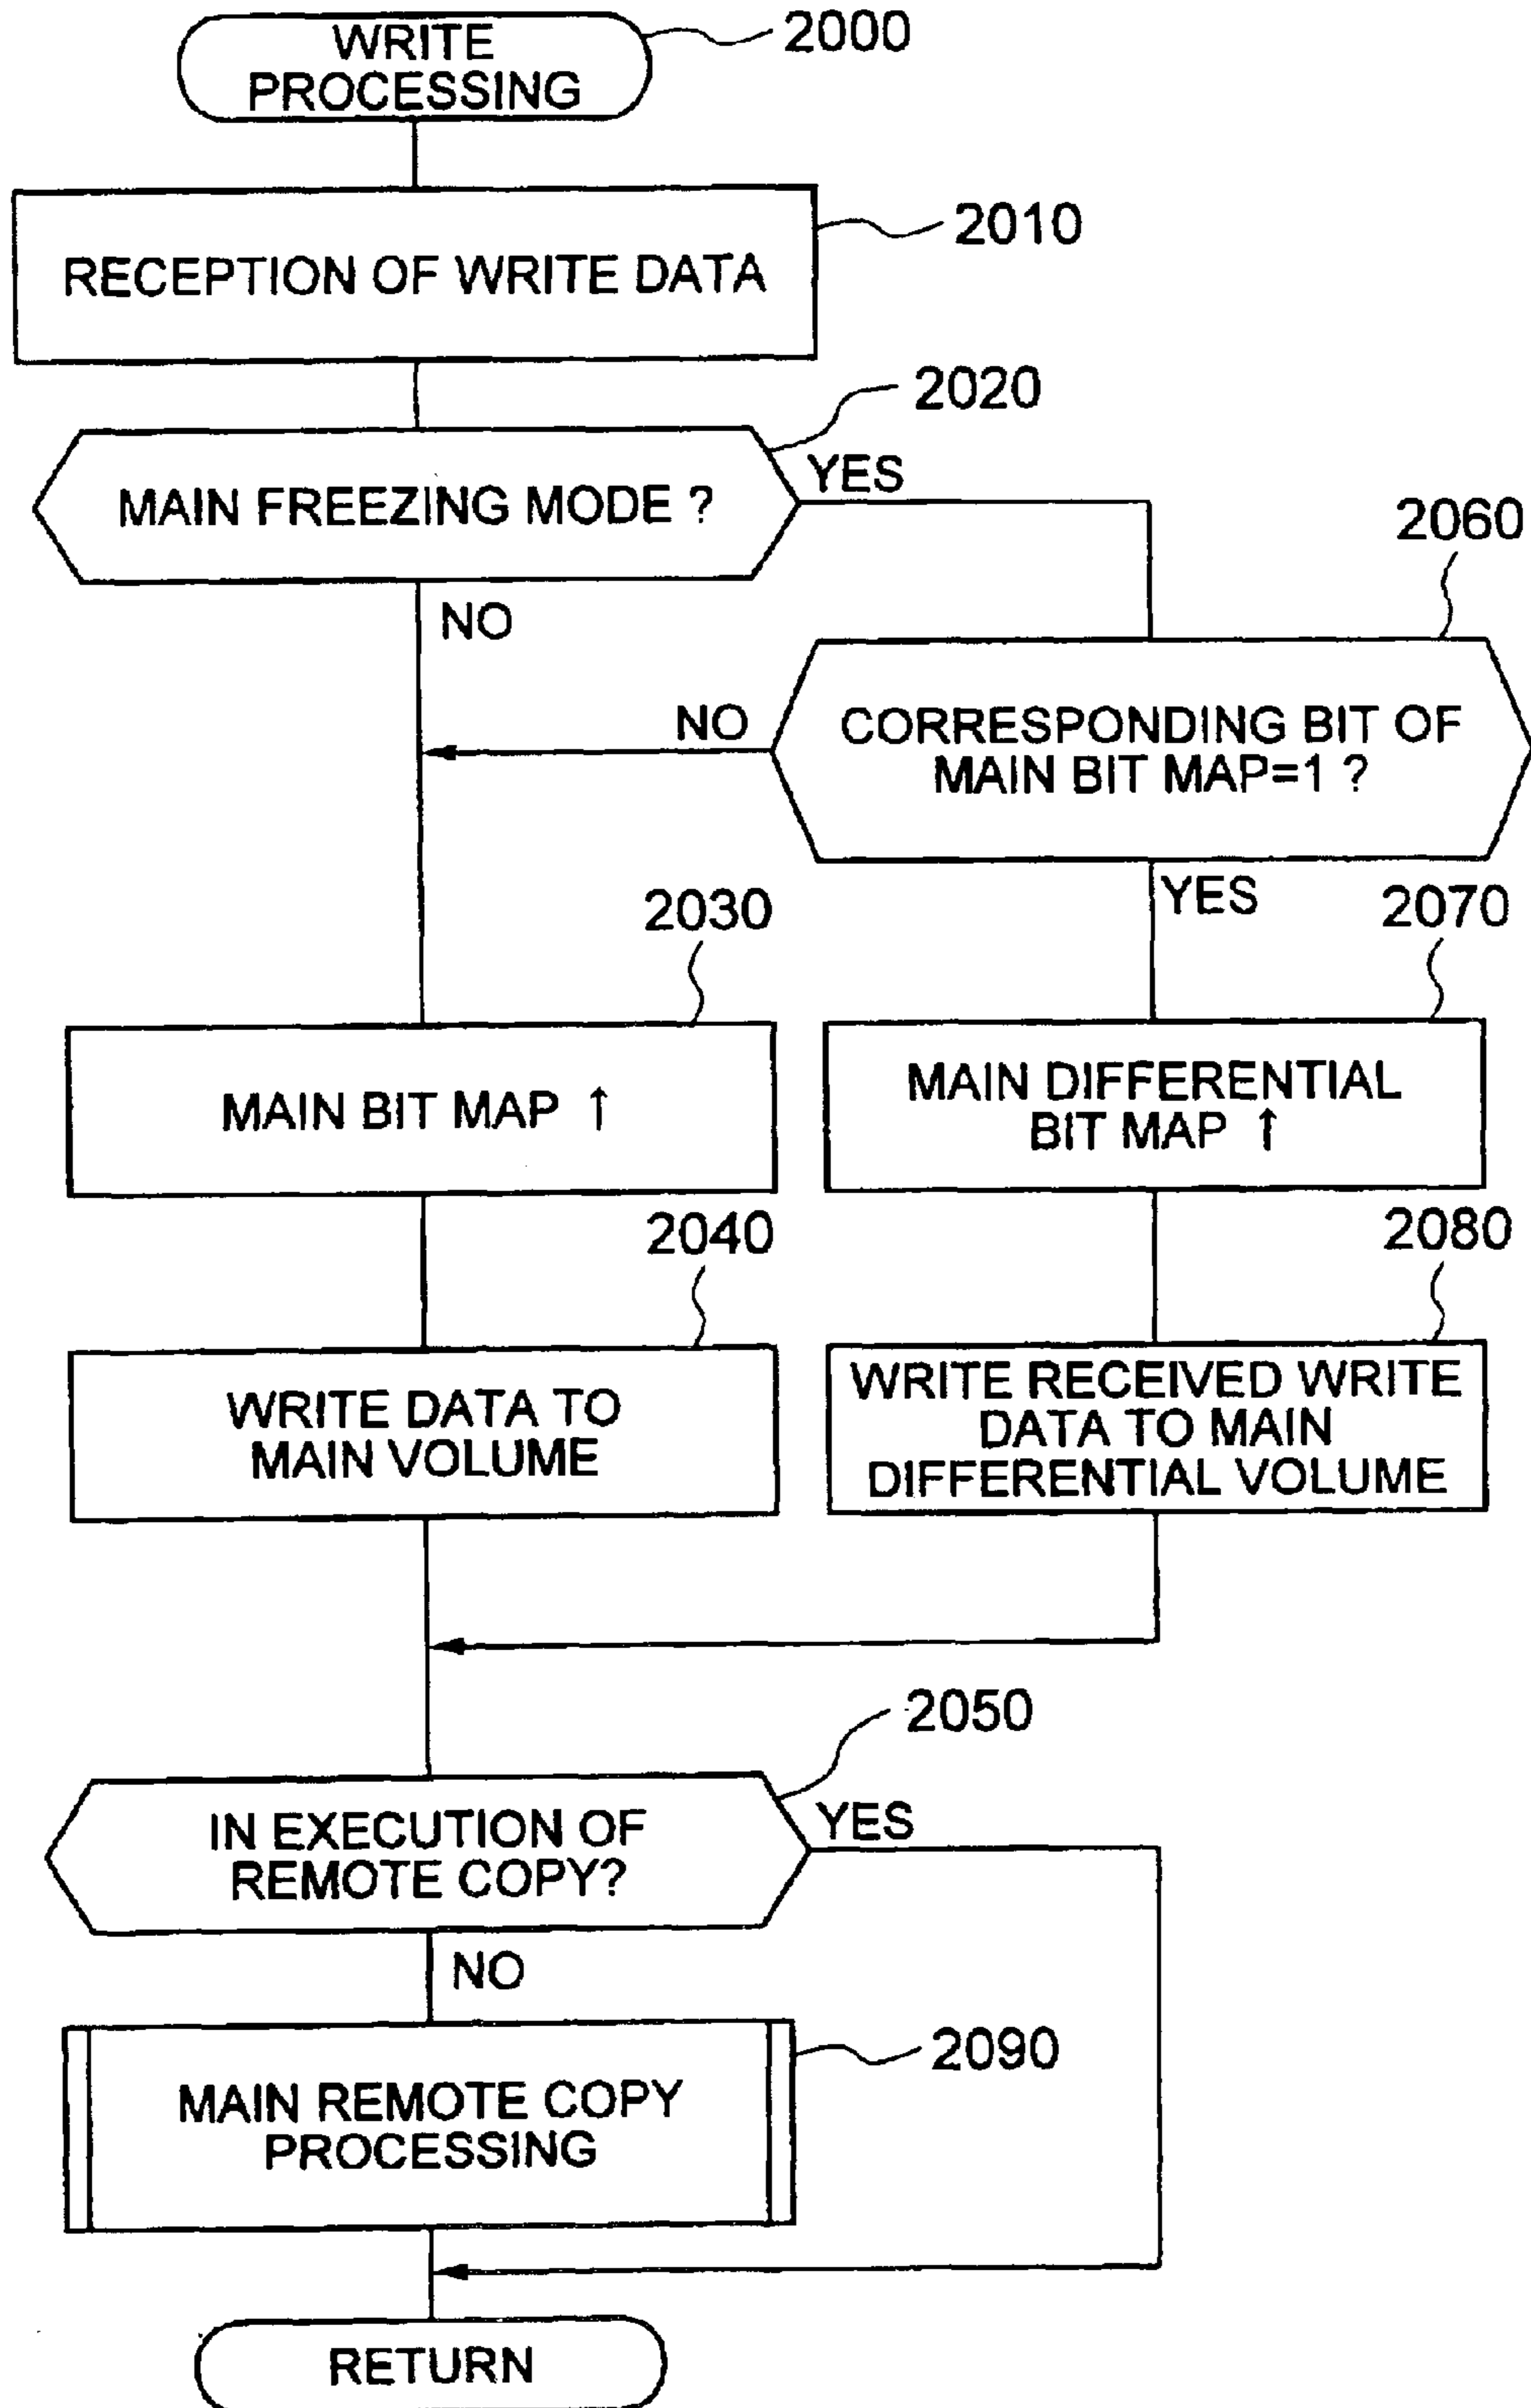 WRITE
PROCESSING
2000
RECEPTION OF WRITE DATA
2010
MAIN FREEZING MODE ?
2020
YES
NO
2060
CORRESPONDING BIT OF
MAIN BIT MAP=1 ?
NO
YES
2030
MAIN BIT MAP ↑
2070
MAIN DIFFERENTIAL
BIT MAP ↑
2040
WRITE DATA TO
MAIN VOLUME
2080
WRITE RECEIVED WRITE
DATA TO MAIN
DIFFERENTIAL VOLUME
2050
IN EXECUTION OF
REMOTE COPY?
YES
NO
2090
MAIN REMOTE COPY
PROCESSING
RETURN